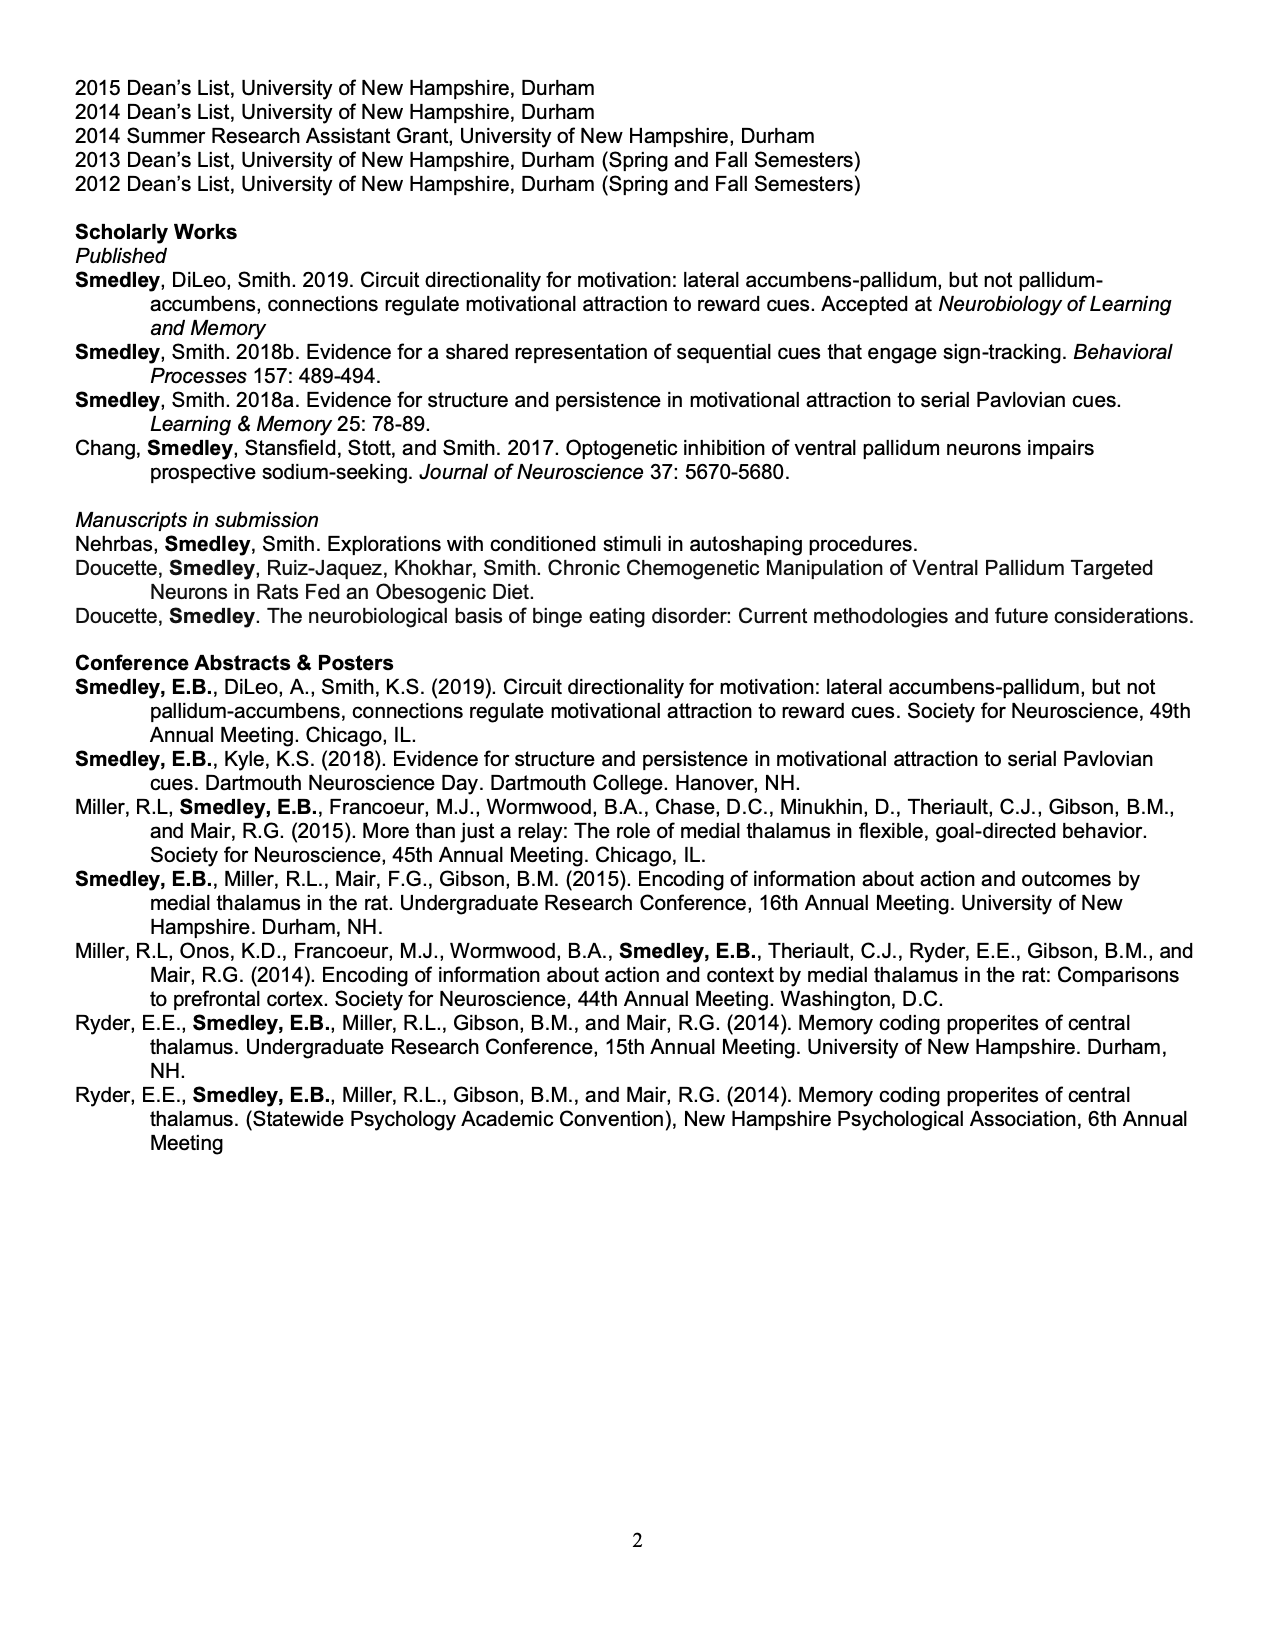 2015 Dean’s List, University of New Hampshire, Durham
2014 Dean’s List, University of New Hampshire, Durham
2014 Summer Research Assistant Grant, University of New Hampshire, Durham
2013 Dean’s List, University of New Hampshire, Durham (Spring and Fall Semesters)
2012 Dean’s List, University of New Hampshire, Durham (Spring and Fall Semesters)
Scholarly Works
Published
Smedley, DiLeo, Smith. 2019. Circuit directionality for motivation: lateral accumbens-pallidum, but not pallidum-
accumbens, connections regulate motivational attraction to reward cues. Accepted at Neurobiology of Learning
and Memory
Smedley, Smith. 2018b. Evidence for a shared representation of sequential cues that engage sign-tracking. Behavioral
Processes 157: 489-494.
Smedley, Smith. 2018a. Evidence for structure and persistence in motivational attraction to serial Pavlovian cues.
Learning & Memory 25: 78-89.
Chang, Smedley, Stansfield, Stott, and Smith. 2017. Optogenetic inhibition of ventral pallidum neurons impairs
prospective sodium-seeking. Journal of Neuroscience 37: 5670-5680.
Manuscripts in submission
Nehrbas, Smedley, Smith. Explorations with conditioned stimuli in autoshaping procedures.
Doucette, Smedley, Ruiz-Jaquez, Khokhar, Smith. Chronic Chemogenetic Manipulation of Ventral Pallidum Targeted
Neurons in Rats Fed an Obesogenic Diet.
Doucette, Smedley. The neurobiological basis of binge eating disorder: Current methodologies and future considerations.
Conference Abstracts & Posters
Smedley, E.B., DiLeo, A., Smith, K.S. (2019). Circuit directionality for motivation: lateral accumbens-pallidum, but not
pallidum-accumbens, connections regulate motivational attraction to reward cues. Society for Neuroscience, 49th
Annual Meeting. Chicago, IL.
Smedley, E.B., Kyle, K.S. (2018). Evidence for structure and persistence in motivational attraction to serial Pavlovian
cues. Dartmouth Neuroscience Day. Dartmouth College. Hanover, NH.
Miller, R.L, Smedley, E.B., Francoeur, M.J., Wormwood, B.A., Chase, D.C., Minukhin, D., Theriault, C.J., Gibson, B.M.,
and Mair, R.G. (2015). More than just a relay: The role of medial thalamus in flexible, goal-directed behavior.
Society for Neuroscience, 45th Annual Meeting. Chicago, IL.
Smedley, E.B., Miller, R.L., Mair, F.G., Gibson, B.M. (2015). Encoding of information about action and outcomes by
medial thalamus in the rat. Undergraduate Research Conference, 16th Annual Meeting. University of New
Hampshire. Durham, NH.
Miller, R.L, Onos, K.D., Francoeur, M.J., Wormwood, B.A., Smedley, E.B., Theriault, C.J., Ryder, E.E., Gibson, B.M., and
Mair, R.G. (2014). Encoding of information about action and context by medial thalamus in the rat: Comparisons
to prefrontal cortex. Society for Neuroscience, 44th Annual Meeting. Washington, D.C.
Ryder, E.E., Smedley, E.B., Miller, R.L., Gibson, B.M., and Mair, R.G. (2014). Memory coding properites of central
thalamus. Undergraduate Research Conference, 15th Annual Meeting. University of New Hampshire. Durham,
NH.
Ryder, E.E., Smedley, E.B., Miller, R.L., Gibson, B.M., and Mair, R.G. (2014). Memory coding properites of central
thalamus. (Statewide Psychology Academic Convention), New Hampshire Psychological Association, 6th Annual
Meeting
2